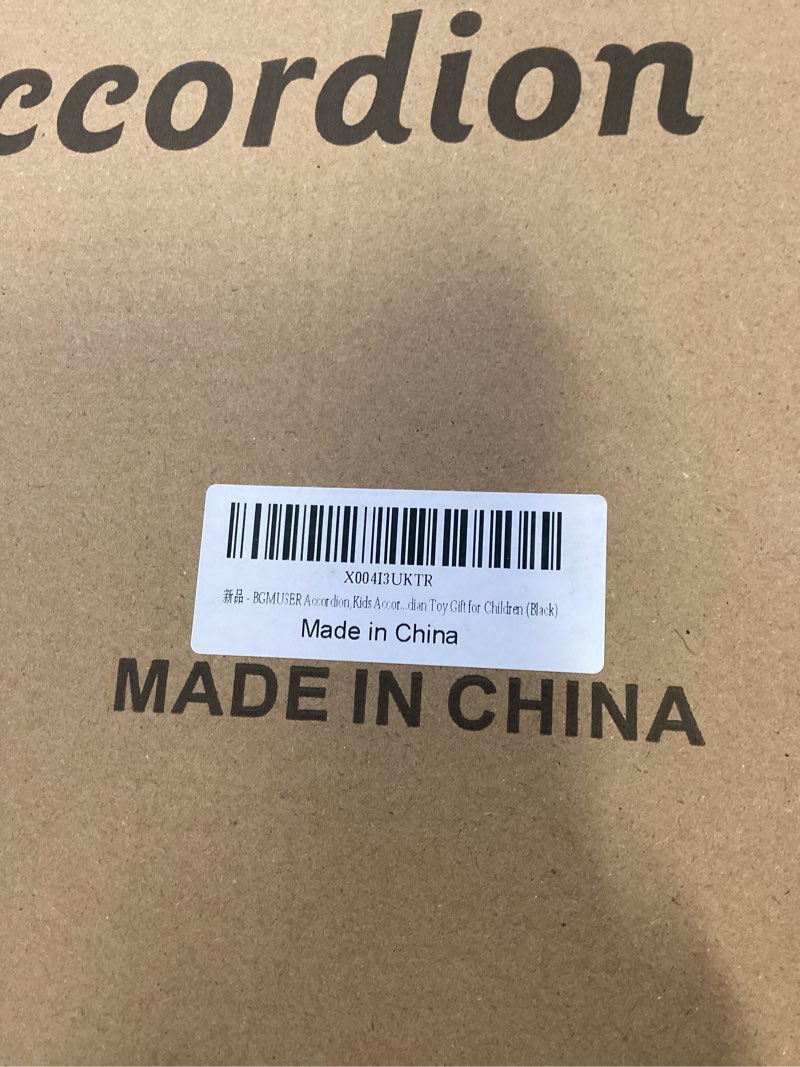 ccordion
X004I3UKTR
新品 - BGMUSER Accordion,Kids Accor...dian Toy Gift for Children (Black)
Made in China
MADE IN CHINA